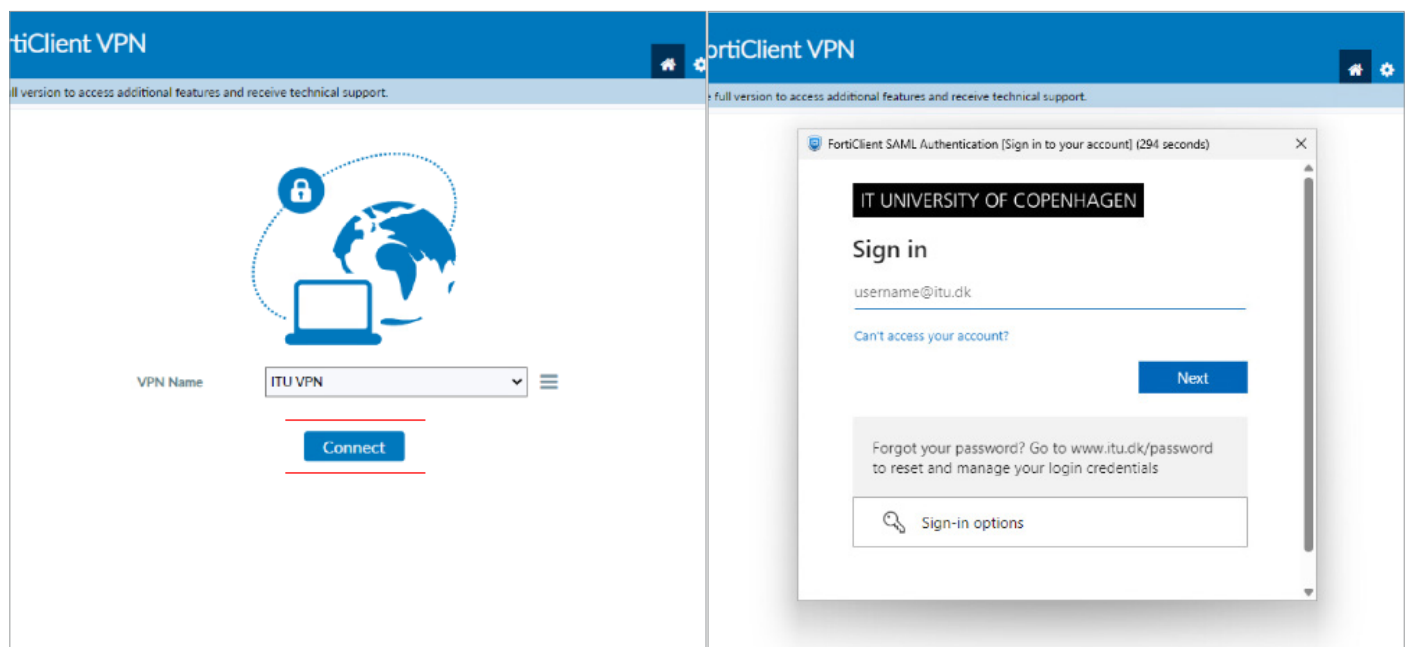 tiClient VPN
ll version to access additional features and receive technical support.
VPN Name
ITU VPN
Connect
ortiClient VPN
full version to access additional features and receive technical support.
FortiClient SAML Authentication [Sign in to your account] (294 seconds)
IT UNIVERSITY OF COPENHAGEN
Sign in
username@itu.dk
Can't access your account?
Next
Forgot your password? Go to www.itu.dk/password
to reset and manage your login credentials
Sign-in options